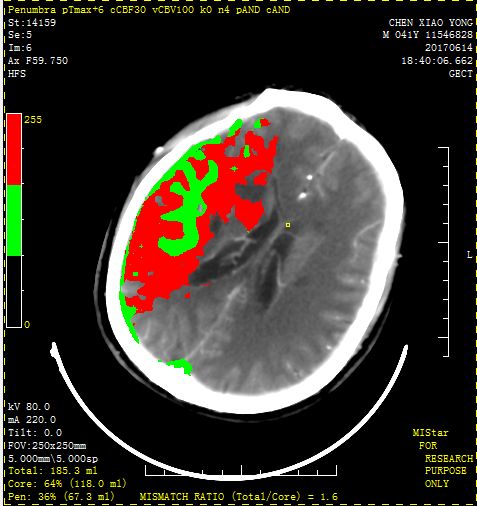 Penumbra pTmax+6 cCBF30 vCBV100 k0 n4 pAND cAND
St:14159
Se:5
Im:6
Ax F59.750
HFS
CHEN XIAO YONG
M 041Y 11546828
20170614
18:40:06.662
GECT
255
0
L
kV 80.0
mA 220.0
Tilt: 0.0
FOV:250x250mm
5.000mm\5.000sp
Total: 185.3 ml
Core: 64% (118.0 ml)
Pen: 36% (67.3 ml)
MISMATCH RATIO (Total/Core) = 1.6
MIStar
FOR
RESEARCH
PURPOSE
ONLY